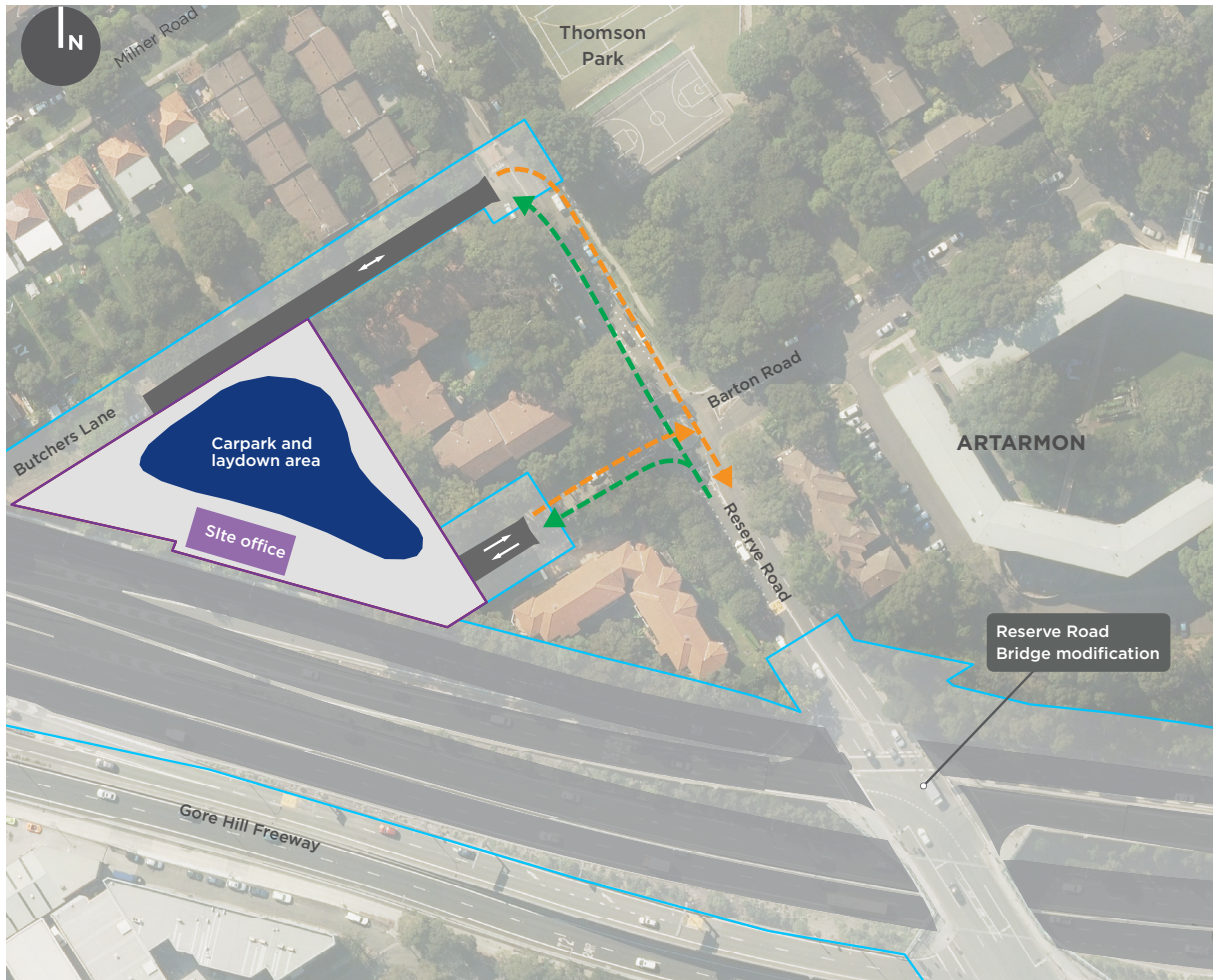 N
Milner Road
Thomson
Park
Butchers Lane
Carpark and
laydown area
SIte office
Barton Road
ARTARMON
Reserve Road
Reserve Road
Bridge modification
Gore Hill Freeway